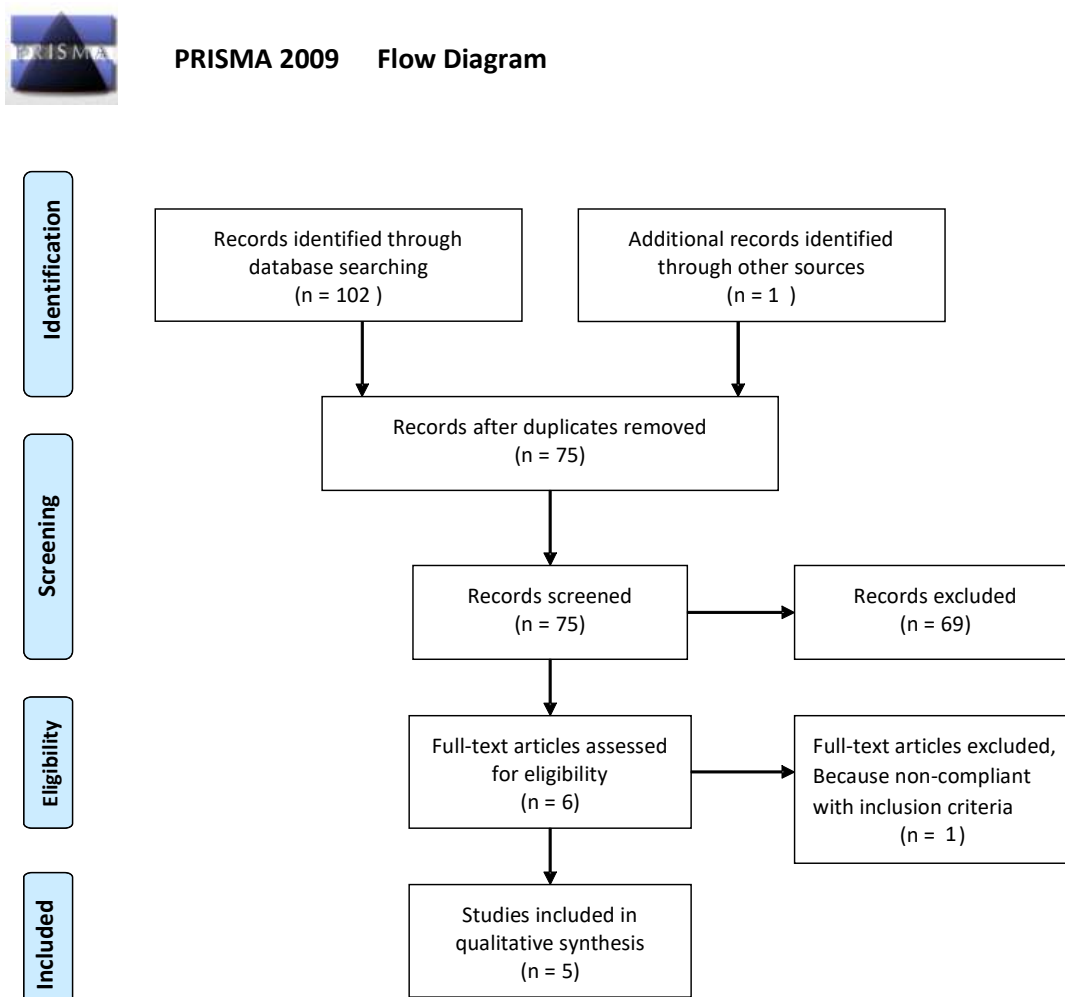 PRISMA
PRISMA 2009 Flow Diagram
Identification
Records identified through
database searching
(n = 102 )
Additional records identified
through other sources
(n = 1 )
Records after duplicates removed
(n = 75)
Screening
Records screened
(n = 75)
Records excluded
(n = 69)
Eligibility
Full-text articles assessed
for eligibility
(n = 6)
Full-text articles excluded,
Because non-compliant
with inclusion criteria
(n = 1)
Included
Studies included in
qualitative synthesis
(n = 5)